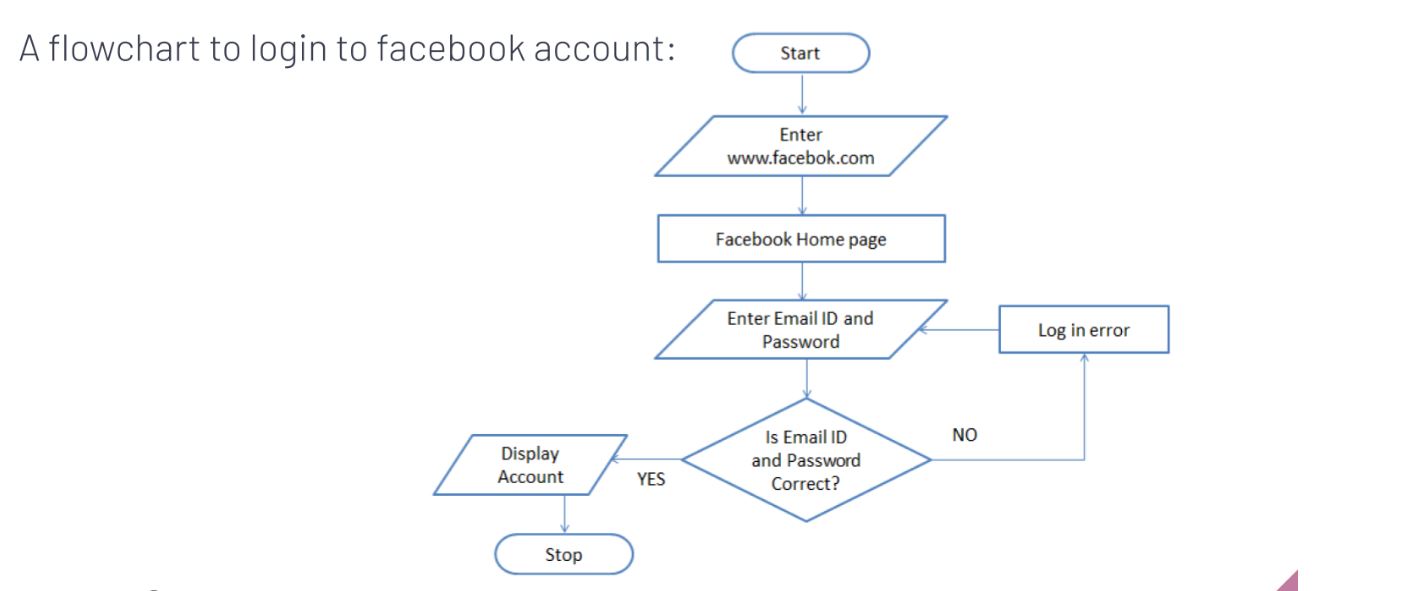 A flowchart to login to facebook account:
Start
Enter
www.facebok.com
Facebook Home page
Enter Email ID and
Password
Log in error
Is Email ID
and Password
Correct?
NO
YES
Display
Account
Stop